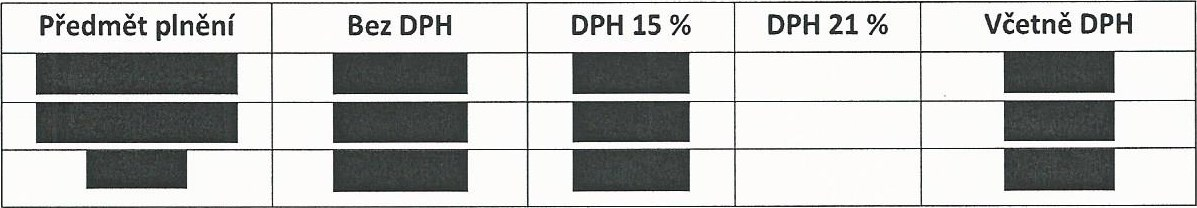 Předmět plnění Bez DPH DPH 15 % DPH 21 % Včetně DPH